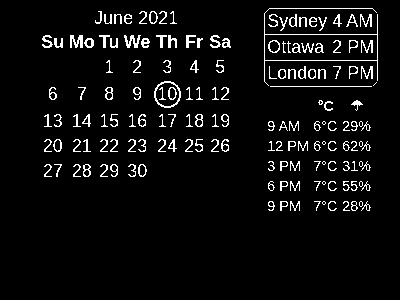 June 2021
Su Mo Tu We Th Fr Sa
1 2 3 4 5
6 7 8 9 10 11 12
13 14 15 16 17 18 19
20 21 22 23 24 25 26
27 28 29 30
Sydney 4 AM
Ottawa 2 PM
London 7 PM
°C ☂
9 AM 6°C 29%
12 PM 6°C 62%
3 PM 7°C 31%
6 PM 7°C 55%
9 PM 7°C 28%